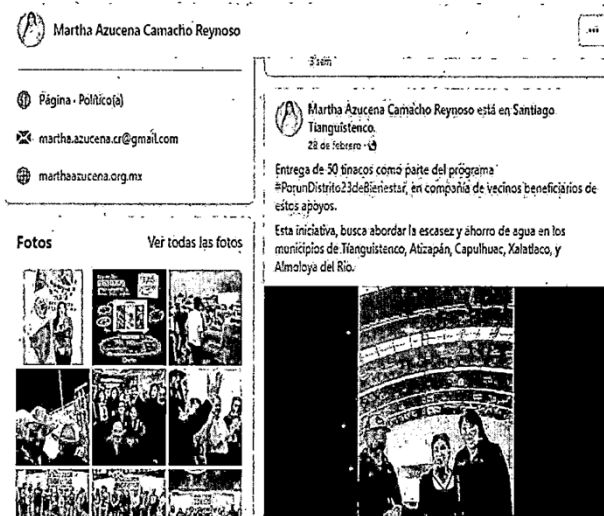 Martha Azucena Camacho Reynoso
Página · Político(a)
martha.azucena.cr@gmail.com
marthaazucena.org.mx
Fotos
Ver todas las fotos
3 sem
Martha Azucena Camacho Reynoso está en Santiago
Tianguistenco.
28 de febrero ·
Entrega de 50 tinacos como parte del programa
#PorunDistrito23deBienestar, en compañía de vecinos beneficiarios de
estos apoyos.
Esta iniciativa, busca abordar la escasez y ahorro de agua en los
municipios de Tianguistenco, Atizapán, Capulhuac, Xalatlaco, y
Almoloya del Río.